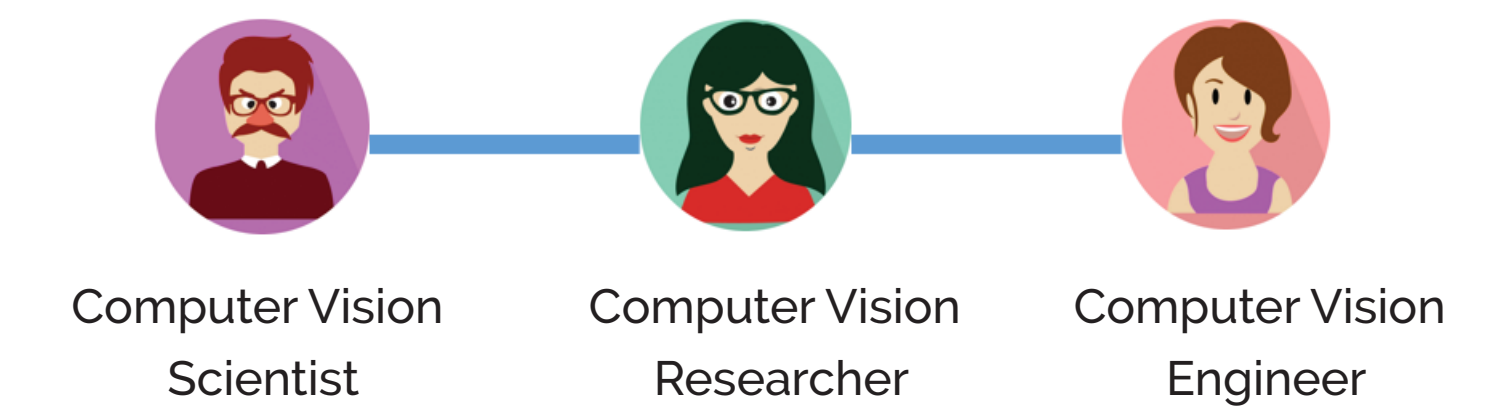 Computer Vision
Scientist
Computer Vision
Researcher
Computer Vision
Engineer